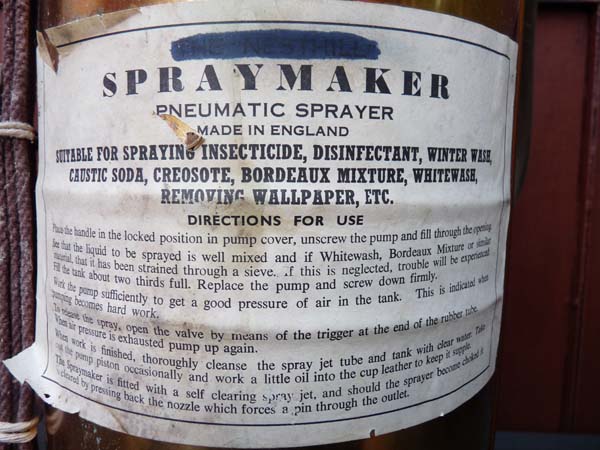 SPRAYMAKER
PNEUMATIC SPRAYER
MADE IN ENGLAND
SUITABLE FOR SPRAYING INSECTICIDE, DISINFECTANT, WINTER WASH,
CAUSTIC SODA, CREOSOTE, BORDEAUX MIXTURE, WHITEWASH,
REMOVING WALLPAPER, ETC.
DIRECTIONS FOR USE
Place the handle in the locked position in pump cover, unscrew the pump and fill through the opening.
See that the liquid to be sprayed is well mixed and if Whitewash, Bordeaux Mixture or similar
material, that it has been strained through a sieve. If this is neglected, trouble will be experienced
Fill the tank about two thirds full. Replace the pump and screw down firmly.
Work the pump sufficiently to get a good pressure of air in the tank. This is indicated when
pumping becomes hard work.
To release the spray, open the valve by means of the trigger at the end of the rubber tube.
When air pressure is exhausted pump up again.
When work is finished, thoroughly cleanse the spray jet tube and tank with clear water. Take
out the pump piston occasionally and work a little oil into the cup leather to keep it supple.
The Spraymaker is fitted with a self clearing spray jet, and should the sprayer become choked it
is cleared by pressing back the nozzle which forces a pin through the outlet.